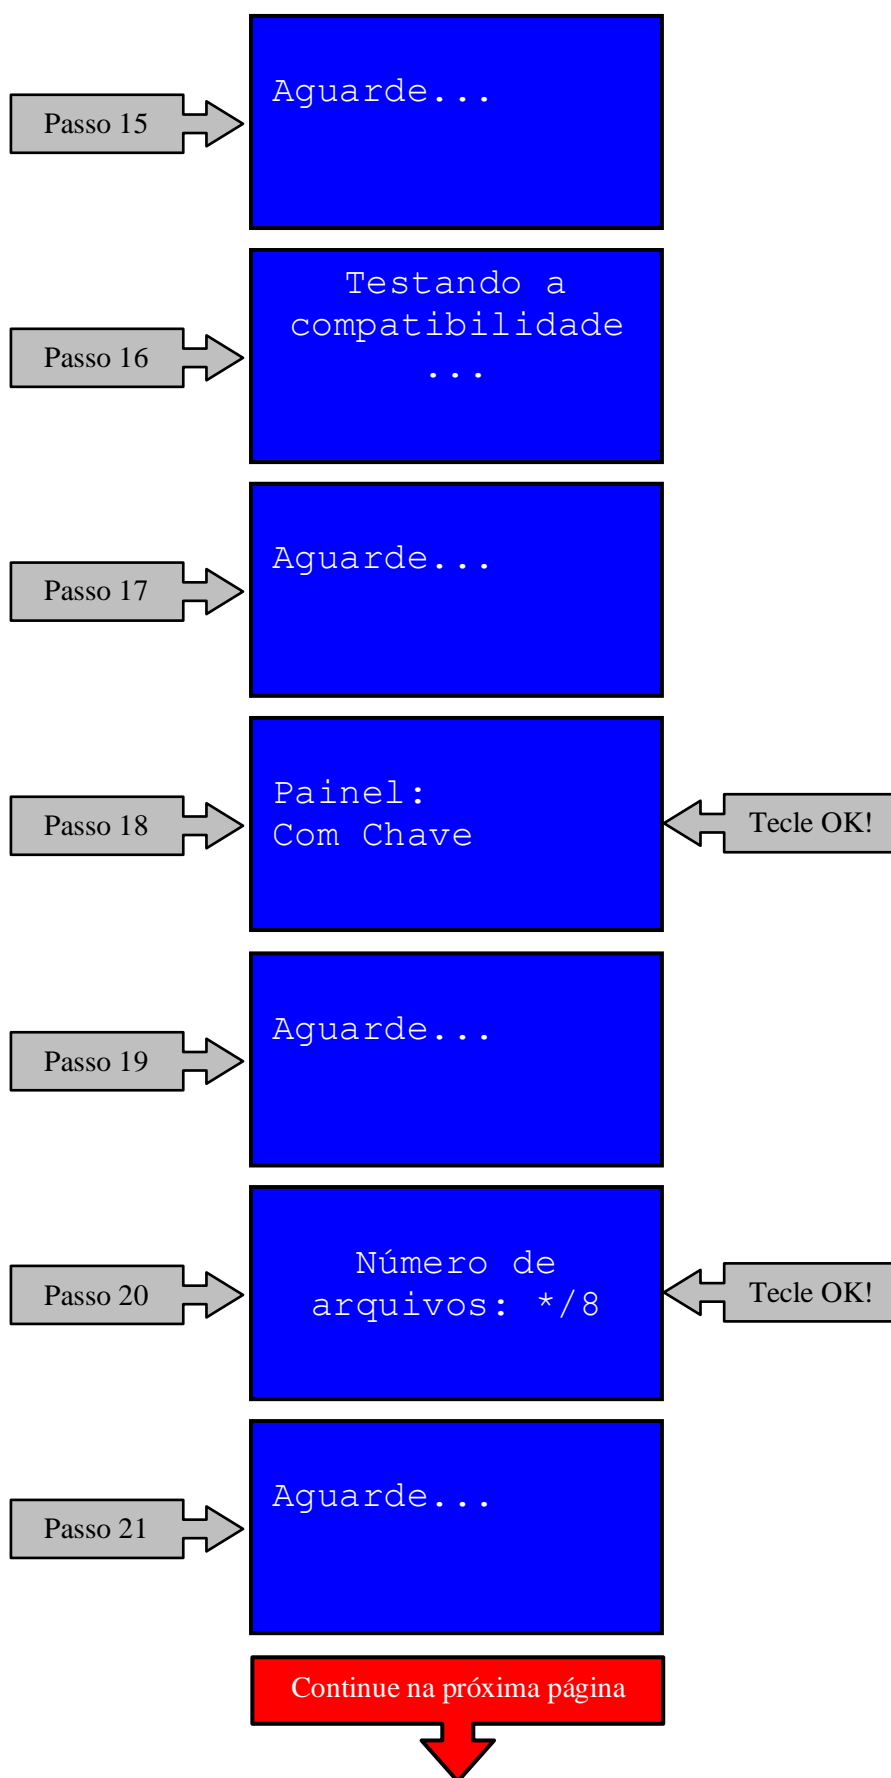 Passo 15
Aguarde...
Passo 16
Testando a
compatibilidade
...
Passo 17
Aguarde...
Passo 18
Painel:
Com Chave
Tecle OK!
Passo 19
Aguarde...
Passo 20
Número de
arquivos: */8
Tecle OK!
Passo 21
Aguarde...
Continue na próxima página